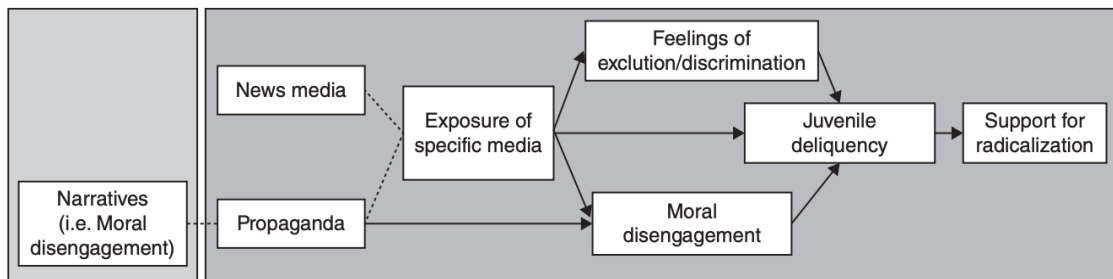 Narratives
(i.e. Moral
disengagement)
News media
Propaganda
Exposure of
specific media
Feelings of
exclution/discrimination
Moral
disengagement
Juvenile
deliquency
Support for
radicalization